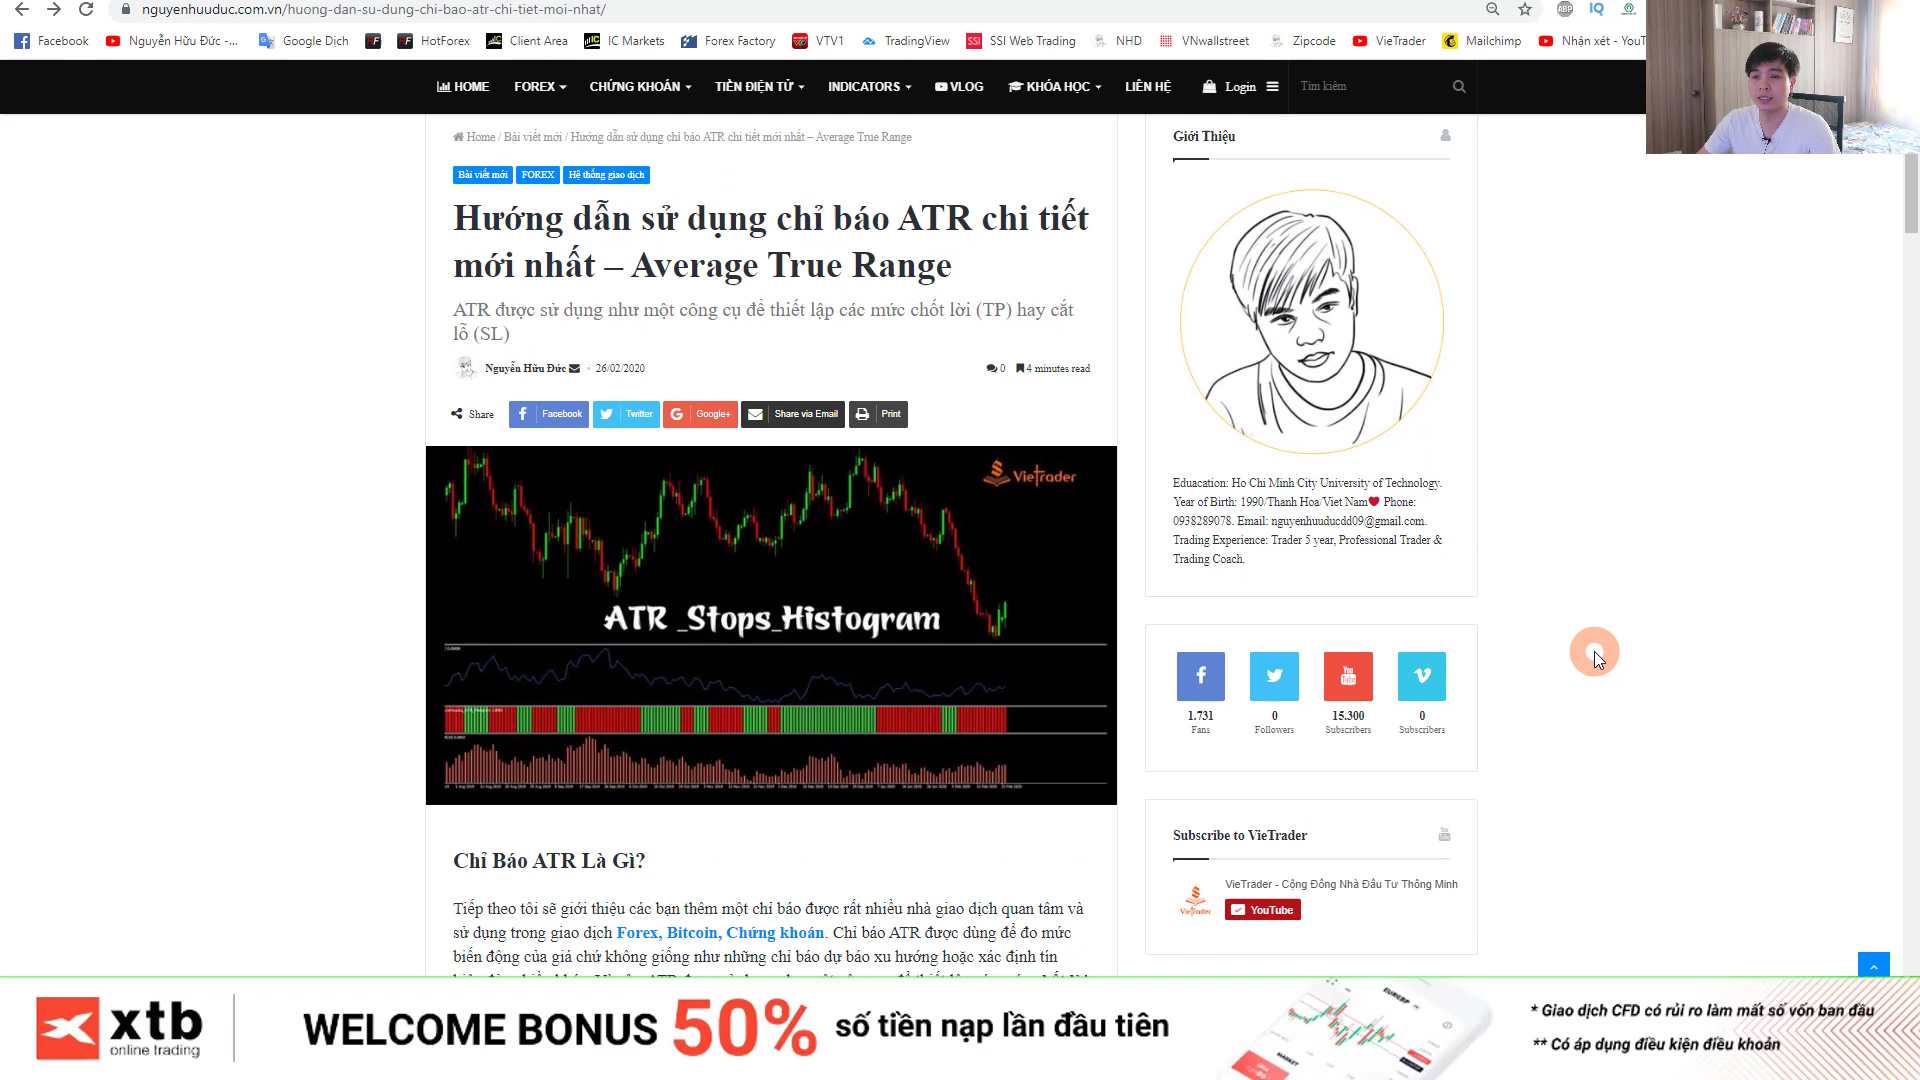 nguyenhuuduc.com.vn/huong-dan-su-dung-chi-bao-atr-chi-tiet-moi-nhat/
ABP
IQ
Facebook
Nguyễn Hữu Đức -...
Google Dịch
HotForex
Client Area
IC Markets
Forex Factory
VTV1
TradingView
SSI Web Trading
NHD
VNwallstreet
Zipcode
VieTrader
Mailchimp
Nhận xét - YouT
HOME
FOREX
CHỨNG KHOÁN
TIỀN ĐIỆN TỬ
INDICATORS
VLOG
KHÓA HỌC
LIÊN HỆ
Login
Tìm kiếm
Home / Bài viết mới / Hướng dẫn sử dụng chỉ báo ATR chi tiết mới nhất – Average True Range
Bài viết mới
FOREX
Hệ thống giao dịch
Hướng dẫn sử dụng chỉ báo ATR chi tiết
mới nhất – Average True Range
ATR được sử dụng như một công cụ để thiết lập các mức chốt lời (TP) hay cắt
lỗ (SL)
Nguyễn Hữu Đức
26/02/2020
0
4 minutes read
Share
Facebook
Twitter
Google+
Share via Email
Print
VieTrader
ATR _Stops_Histogram
Chỉ Báo ATR Là Gì?
Tiếp theo tôi sẽ giới thiệu các bạn thêm một chỉ báo được rất nhiều nhà giao dịch quan tâm và
sử dụng trong giao dịch Forex, Bitcoin, Chứng khoán. Chỉ báo ATR được dùng để đo mức
biến động của giá chứ không giống như những chỉ báo dự báo xu hướng hoặc xác định tín
Giới Thiệu
Eduacation: Ho Chi Minh City University of Technology.
Year of Birth: 1990/Thanh Hoa/Viet Nam❤ Phone:
0938289078. Email: nguyenhuuducdd09@gmail.com.
Trading Experience: Trader 5 year, Professional Trader &
Trading Coach.
1.731
Fans
0
Followers
15.300
Subscribers
0
Subscribers
Subscribe to VieTrader
VieTrader
VieTrader - Cộng Đồng Nhà Đầu Tư Thông Minh
YouTube
xtb
online trading
WELCOME BONUS 50% số tiền nạp lần đầu tiên
EURGBP
MARKET
* Giao dịch CFD có rủi ro làm mất số vốn ban đầu
** Có áp dụng điều kiện điều khoản